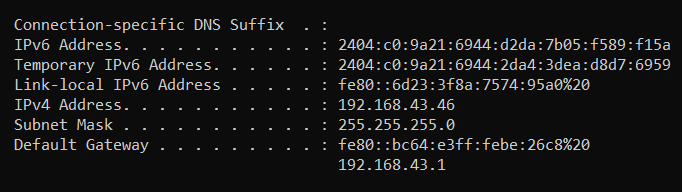 Connection-specific DNS Suffix  . :
IPv6 Address. . . . . . . . . . . : 2404:c0:9a21:6944:d2da:7b05:f589:f15a
Temporary IPv6 Address. . . . . . : 2404:c0:9a21:6944:2da4:3dea:d8d7:6959
Link-local IPv6 Address . . . . . : fe80::6d23:3f8a:7574:95a0%20
IPv4 Address. . . . . . . . . . . : 192.168.43.46
Subnet Mask . . . . . . . . . . . : 255.255.255.0
Default Gateway . . . . . . . . . : fe80::bc64:e3ff:febe:26c8%20
192.168.43.1